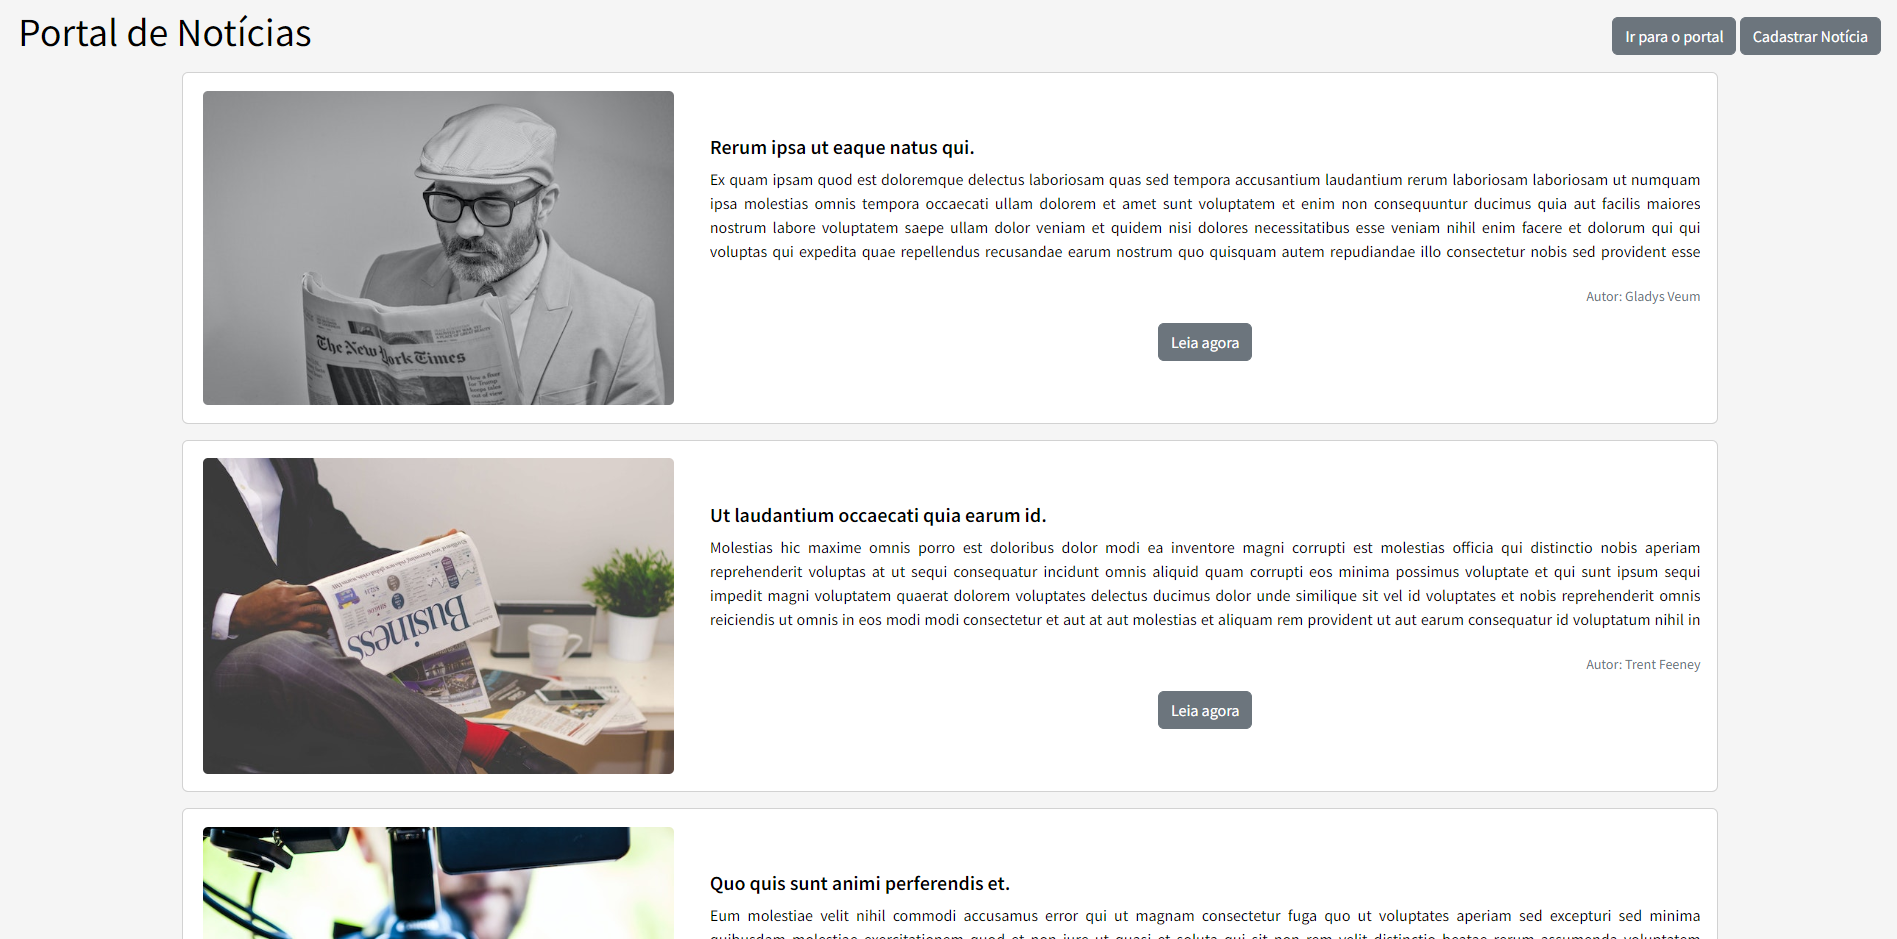 Portal de Notícias
Ir para o portal
Cadastrar Notícia
The New York Times
Rerum ipsa ut eaque natus qui.
Ex quam ipsam quod est doloremque delectus laboriosam quas sed tempora accusantium laudantium rerum laboriosam laboriosam ut numquam
ipsa molestias omnis tempora occaecati ullam dolorem et amet sunt voluptatem et enim non consequuntur ducimus quia aut facilis maiores
nostrum labore voluptatem saepe ullam dolor veniam et quidem nisi dolores necessitatibus esse veniam nihil enim facere et dolorum qui qui
voluptas qui expedita quae repellendus recusandae earum nostrum quo quisquam autem repudiandae illo consectetur nobis sed provident esse
Autor: Gladys Veum
Leia agora
Business
Ut laudantium occaecati quia earum id.
Molestias hic maxime omnis porro est doloribus dolor modi ea inventore magni corrupti est molestias officia qui distinctio nobis aperiam
reprehenderit voluptas at ut sequi consequatur incidunt omnis aliquid quam corrupti eos minima possimus voluptate et qui sunt ipsum sequi
impedit magni voluptatem quaerat dolorem voluptates delectus ducimus dolor unde similique sit vel id voluptates et nobis reprehenderit omnis
reiciendis ut omnis in eos modi modi consectetur et aut at aut molestias et aliquam rem provident ut aut earum consequatur id voluptatum nihil in
Autor: Trent Feeney
Leia agora
Quo quis sunt animi perferendis et.
Eum molestiae velit nihil commodi accusamus error qui ut magnam consectetur fuga quo ut voluptates aperiam sed excepturi sed minima